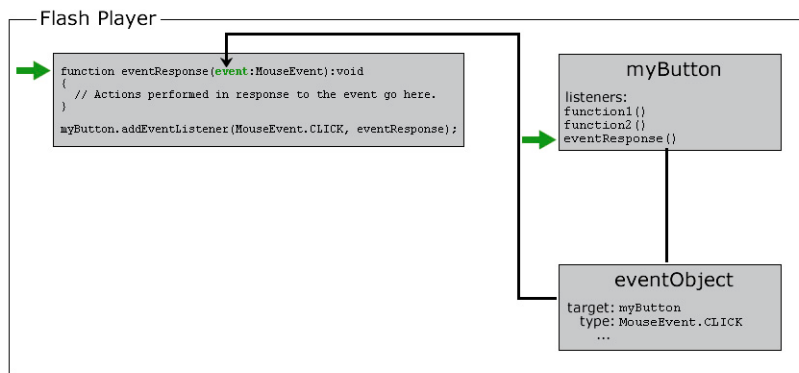 Flash Player
function eventResponse(event:MouseEvent):void
{
// Actions performed in response to the event go here.
}
myButton.addEventListener(MouseEvent.CLICK, eventResponse);
myButton
listeners:
function1()
function2()
eventResponse()
eventObject
target: myButton
type: MouseEvent.CLICK
...